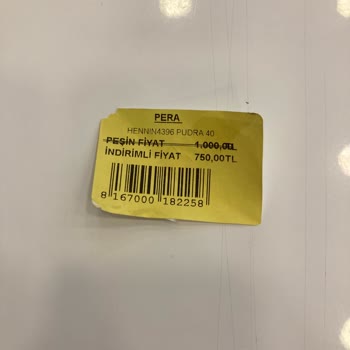 PERA
HENNIN4396 PUDRA 40
PEŞİN FİYAT 1.000,00TL
İNDİRİMLİ FİYAT 750,00TL
8 167000 182258